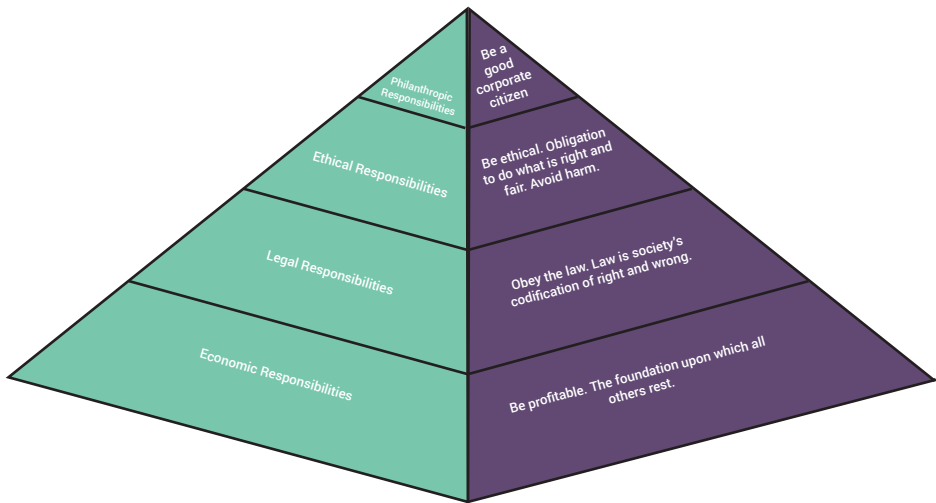 Philanthropic
Responsibilities
Be a
good
corporate
citizen
Ethical Responsibilities
Be ethical. Obligation
to do what is right and
fair. Avoid harm.
Legal Responsibilities
Obey the law. Law is society's
codification of right and wrong.
Economic Responsibilities
Be profitable. The foundation upon which all
others rest.